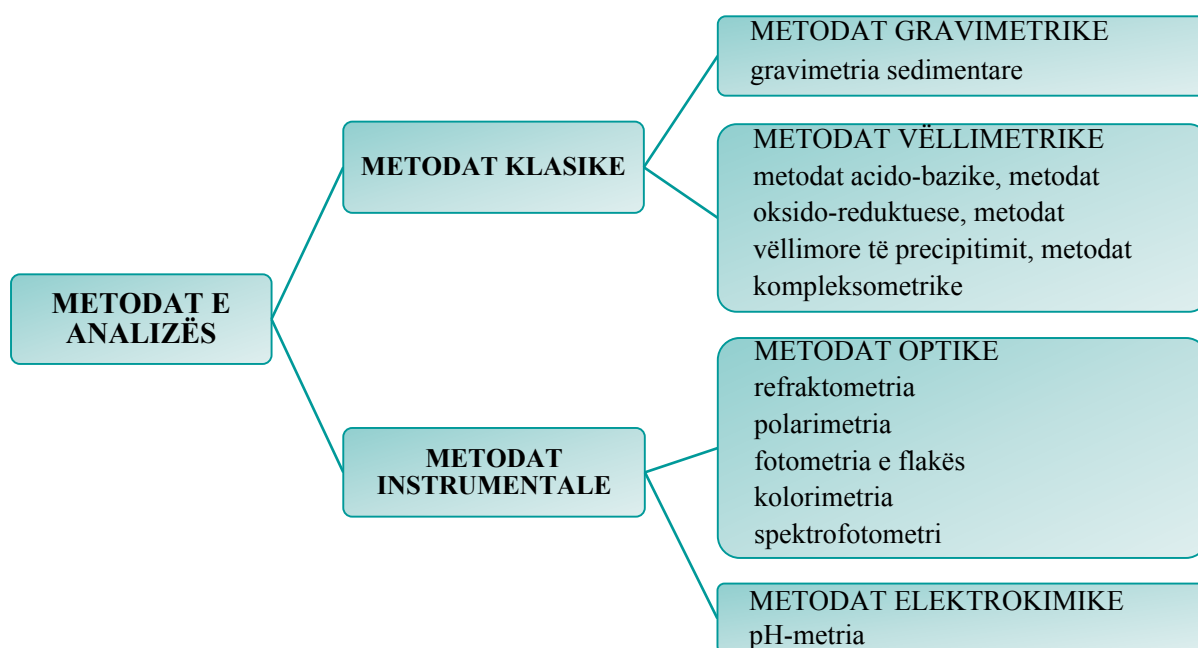 METODAT E
ANALIZËS
METODAT KLASIKE
METODAT GRAVIMETRIKE
gravimetria sedimentare
METODAT VËLLIMETRIKE
metodat acido-bazike, metodat
oksido-reduktuese, metodat
vëllimore të precipitimit, metodat
kompleksometrike
METODAT
INSTRUMENTALE
METODAT OPTIKE
refraktometria
polarimetria
fotometria e flakës
kolorimetria
spektrofotometri
METODAT ELEKTROKIMIKE
pH-metria